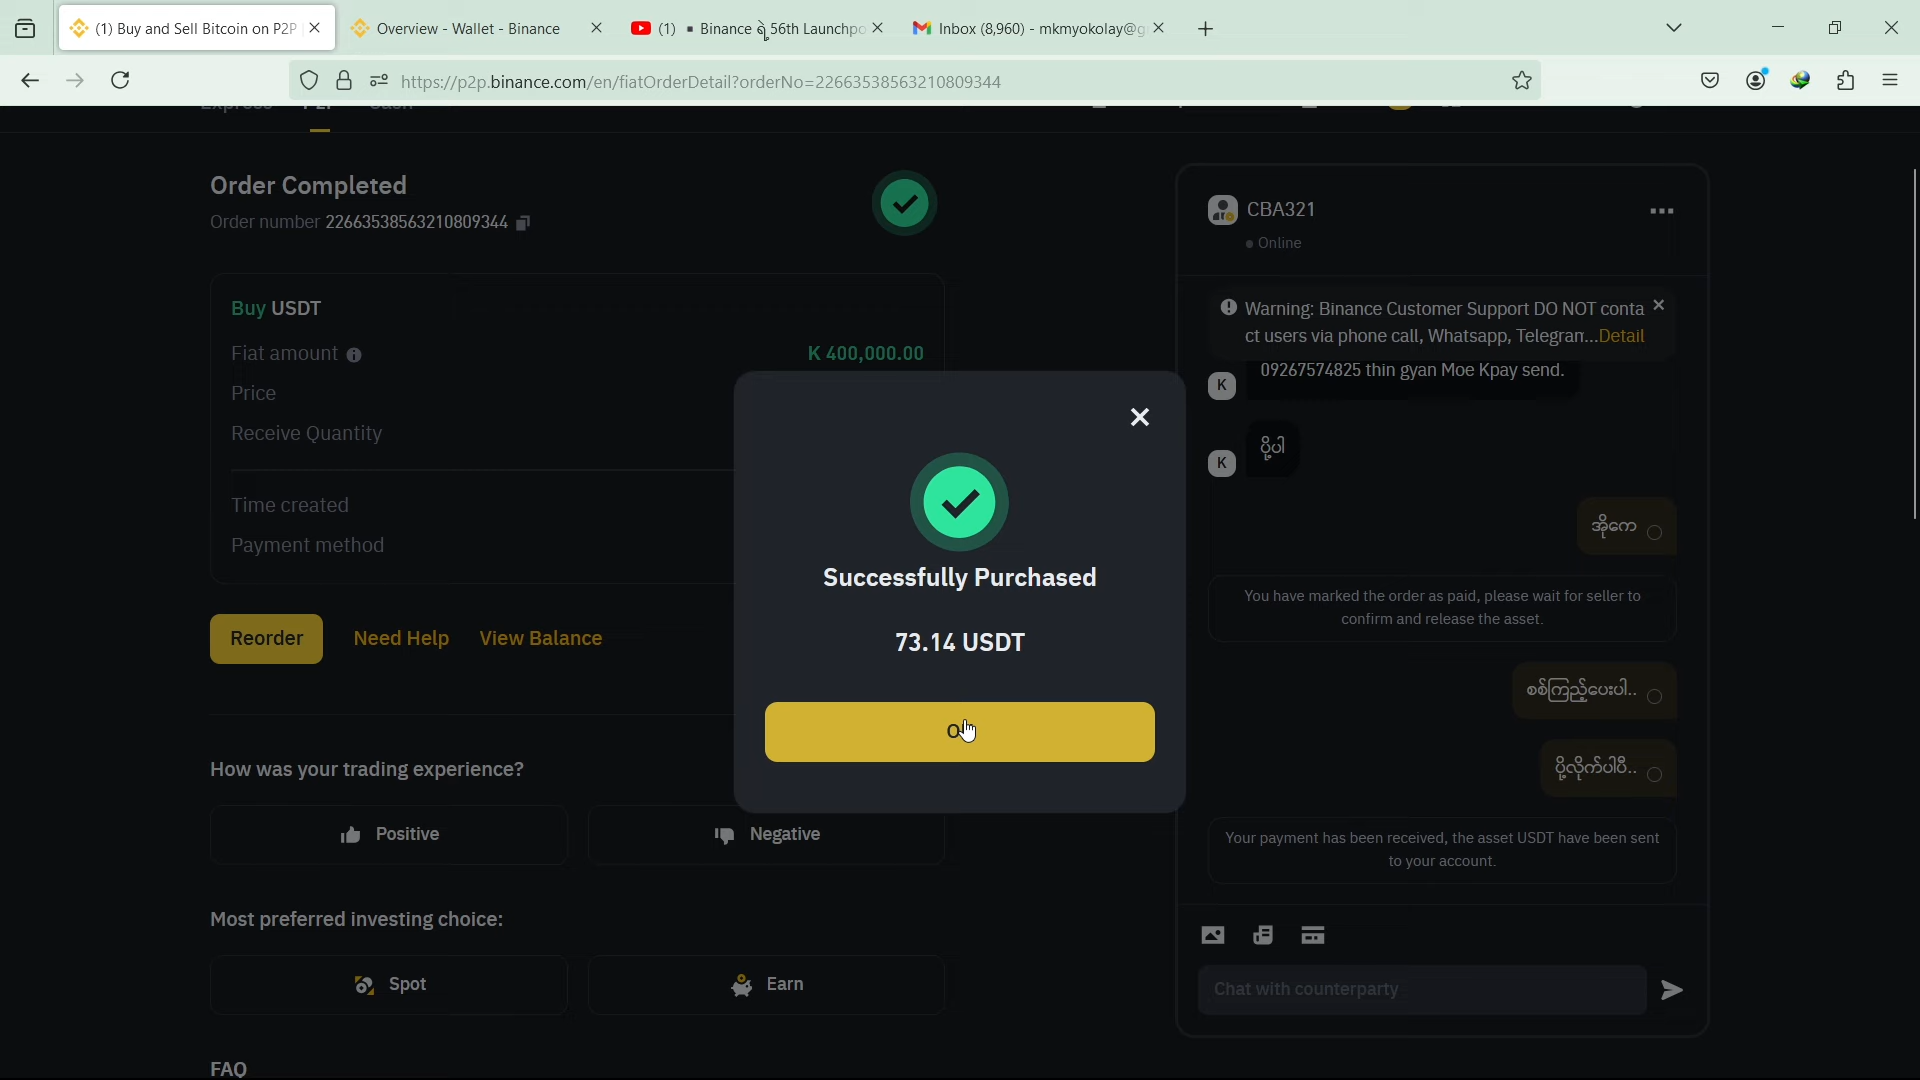 (1) Buy and Sell Bitcoin on P2P
Overview - Wallet - Binance
(1) ▪ Binance ရဲ့ 56th Launchpo
Inbox (8,960) - mkmyokolay@g
https://p2p.binance.com/en/fiatOrderDetail?orderNo=22663538563210809344
Express P2P Cash
Order Completed
Order number 22663538563210809344
Buy USDT
Fiat amount
K 400,000.00
Price
Receive Quantity
Time created
Payment method
Reorder
Need Help
View Balance
How was your trading experience?
Positive
Negative
Most preferred investing choice:
Spot
Earn
FAQ
Successfully Purchased
73.14 USDT
CBA321
Online
Warning: Binance Customer Support DO NOT conta
ct users via phone call, Whatsapp, Telegran...Detail
09267574825 thin gyan Moe Kpay send.
K
ပို့ပါ
K
အိုကေ
You have marked the order as paid, please wait for seller to
confirm and release the asset.
စစ်ကြည့်ပေးပါ..
ပို့လိုက်ပါပီ..
Your payment has been received, the asset USDT have been sent
to your account.
Chat with counterparty